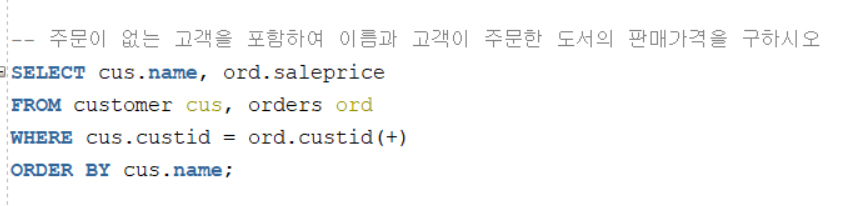 -- 주문이 없는 고객을 포함하여 이름과 고객이 주문한 도서의 판매가격을 구하시오
SELECT cus.name, ord.saleprice
FROM customer cus, orders ord
WHERE cus.custid = ord.custid(+)
ORDER BY cus.name;